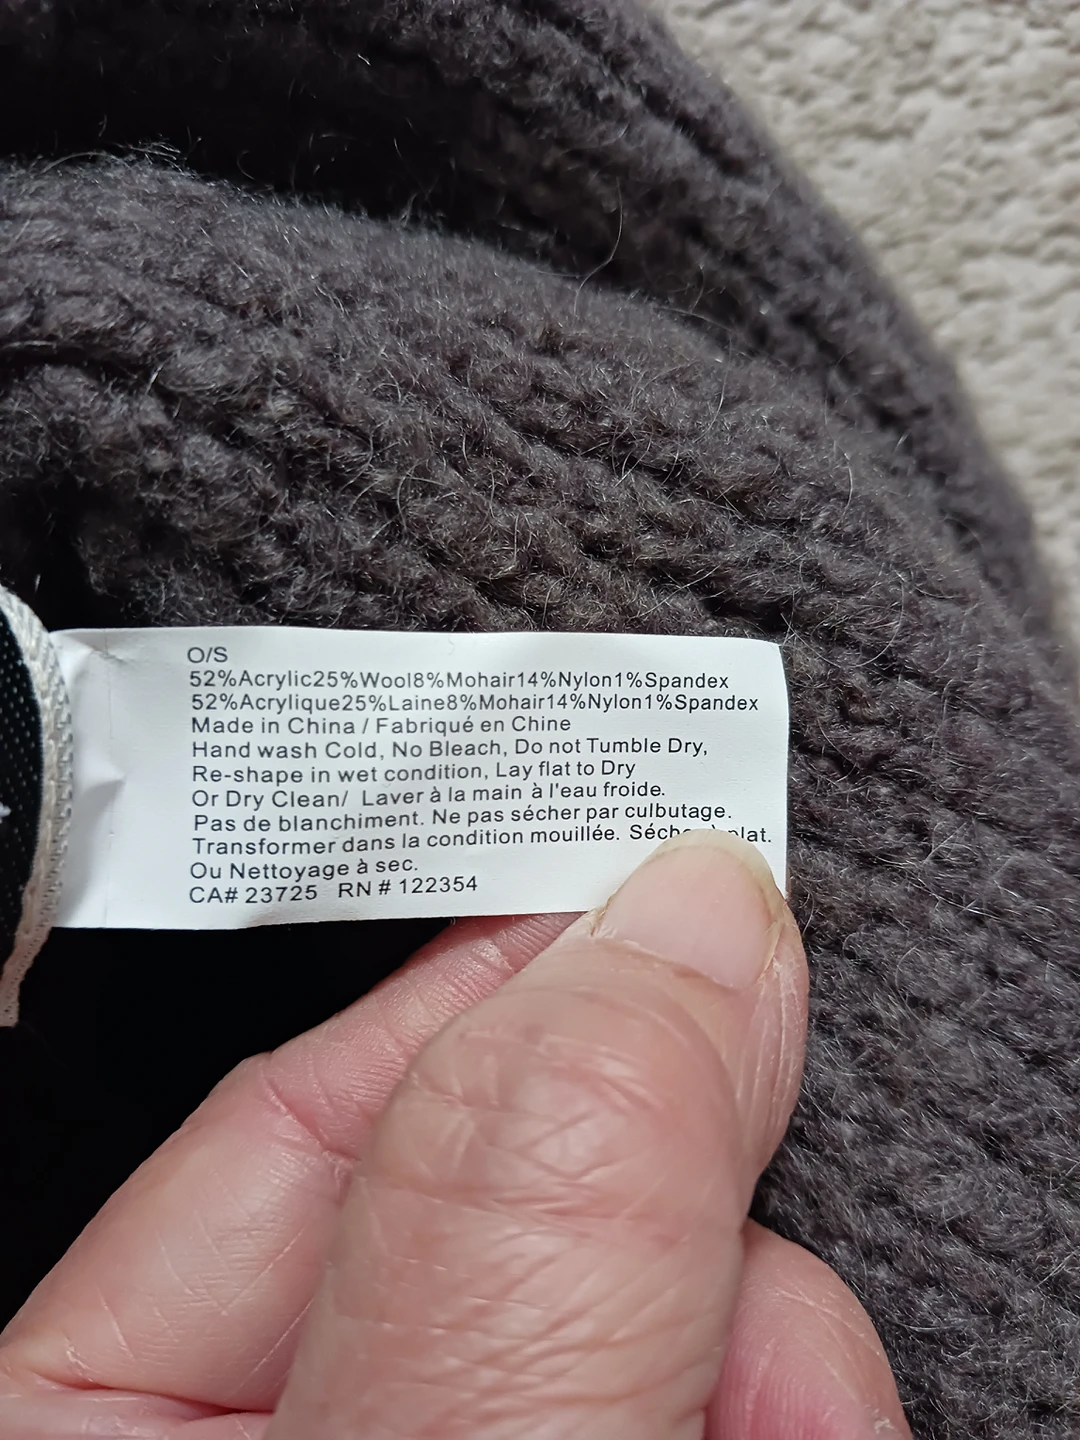 O/S
52%Acrylic25%Wool8%Mohair14%Nylon1%Spandex
52%Acrylique25%Laine8%Mohair14%Nylon1%Spandex
Made in China / Fabriqué en Chine
Hand wash Cold, No Bleach, Do not Tumble Dry,
Re-shape in wet condition, Lay flat to Dry
Or Dry Clean/ Laver à la main à l'eau froide.
Pas de blanchiment. Ne pas sécher par culbutage.
Transformer dans la condition mouillée. plat.
Ou Nettoyage à sec.
CA# 23725 RN # 122354